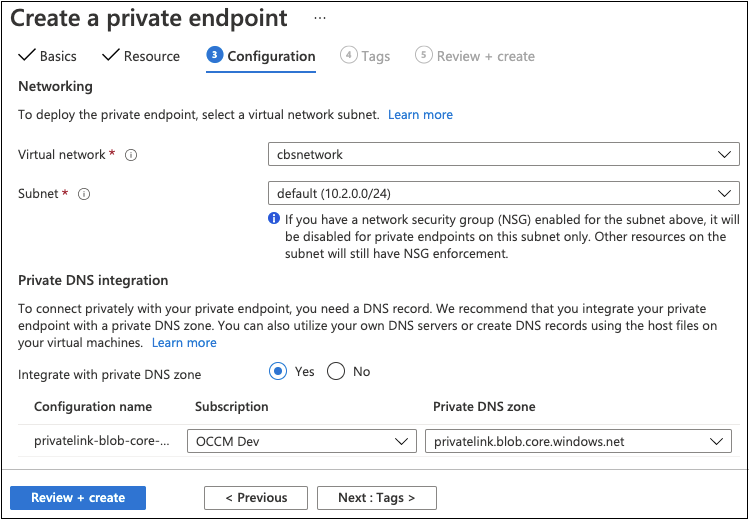 Create a private endpoint ...
Basics Resource 3 Configuration 4 Tags 5 Review + create
Networking
To deploy the private endpoint, select a virtual network subnet. Learn more
Virtual network * cbsnetwork
Subnet * default (10.2.0.0/24)
If you have a network security group (NSG) enabled for the subnet above, it will
be disabled for private endpoints on this subnet only. Other resources on the
subnet will still have NSG enforcement.
Private DNS integration
To connect privately with your private endpoint, you need a DNS record. We recommend that you integrate your private
endpoint with a private DNS zone. You can also utilize your own DNS servers or create DNS records using the host files on
your virtual machines. Learn more
Integrate with private DNS zone Yes No
Configuration name Subscription Private DNS zone
privatelink-blob-core-... OCCM Dev privatelink.blob.core.windows.net
Review + create < Previous Next : Tags >